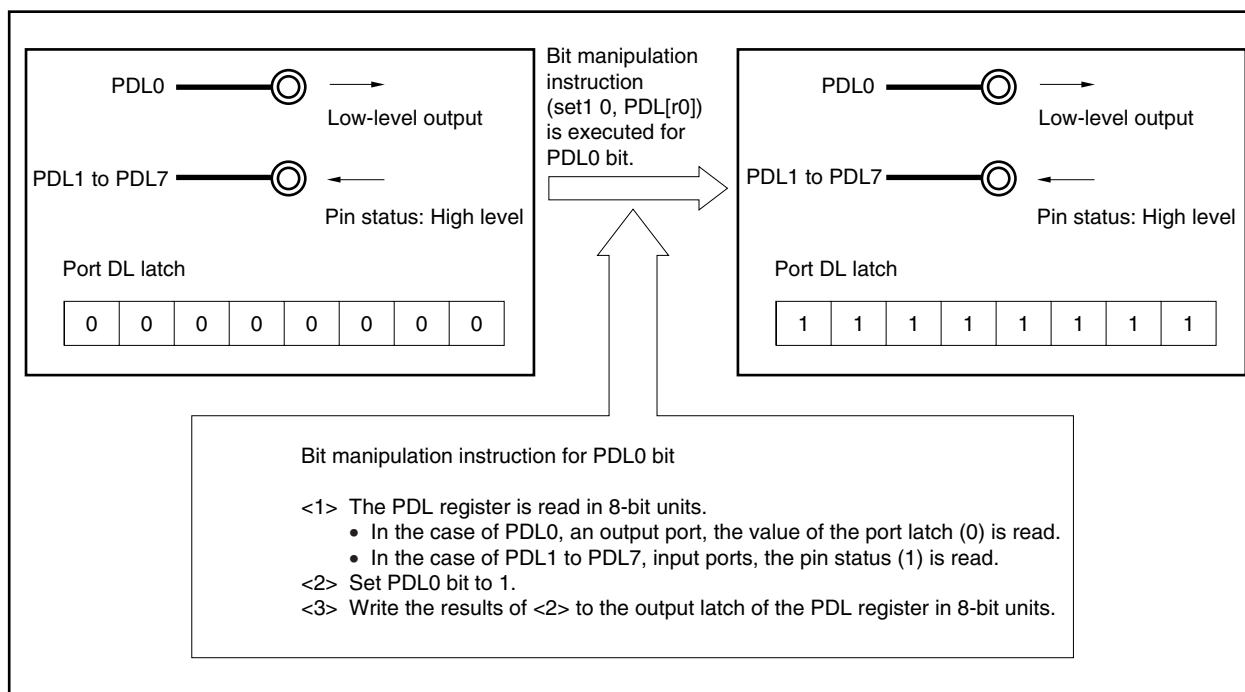 PDL0
Low-level output
PDL1 to PDL7
Pin status: High level
Port DL latch
0 0 0 0 0 0 0 0
Bit manipulation
instruction
(set1 0, PDL[r0])
is executed for
PDL0 bit.
PDL0
Low-level output
PDL1 to PDL7
Pin status: High level
Port DL latch
1 1 1 1 1 1 1 1
Bit manipulation instruction for PDL0 bit
<1> The PDL register is read in 8-bit units.
• In the case of PDL0, an output port, the value of the port latch (0) is read.
• In the case of PDL1 to PDL7, input ports, the pin status (1) is read.
<2> Set PDL0 bit to 1.
<3> Write the results of <2> to the output latch of the PDL register in 8-bit units.